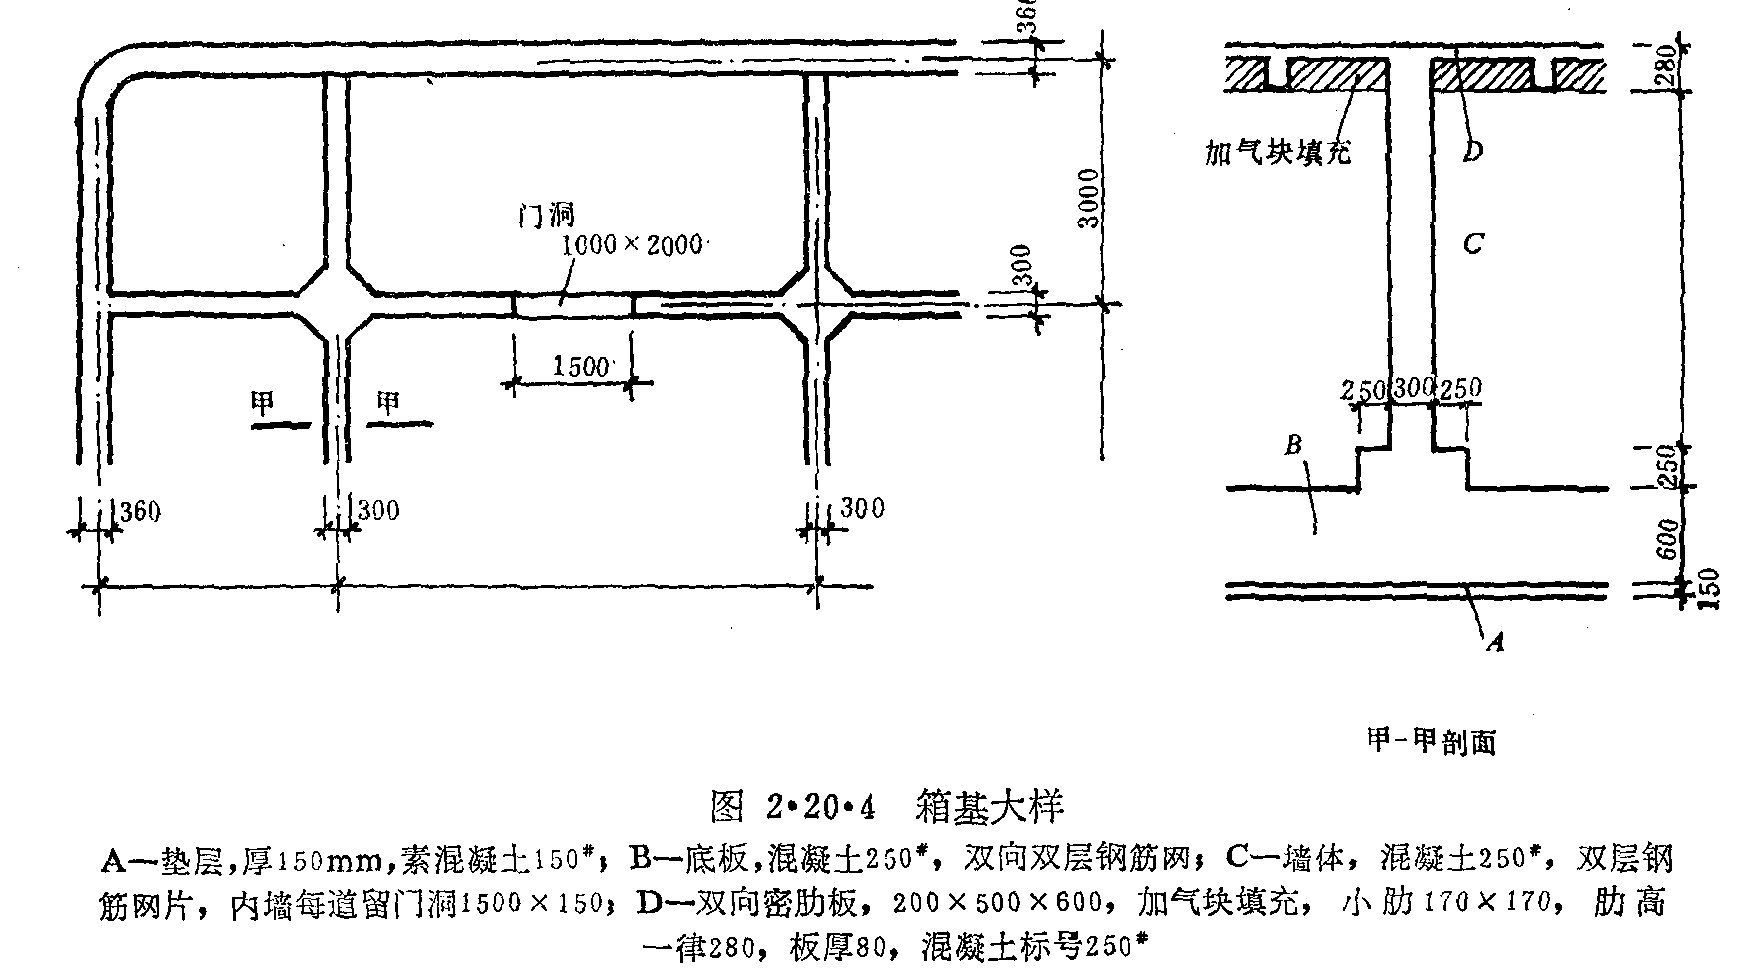 360
280
加气块填充
D
3000
门洞
1000×2000
C
300
1500
250 300 250
甲 甲
B
250
360
300
300
600
150
A
甲-甲剖面
图 2·20·4 箱基大样
A—垫层,厚150mm,素混凝土150#; B—底板,混凝土250#, 双向双层钢筋网; C—墙体, 混凝土250#, 双层钢
筋网片, 内墙每道留门洞1500×150; D—双向密肋板, 200×500×600, 加气块填充, 小肋170×170, 肋高
一律280, 板厚80, 混凝土标号250#